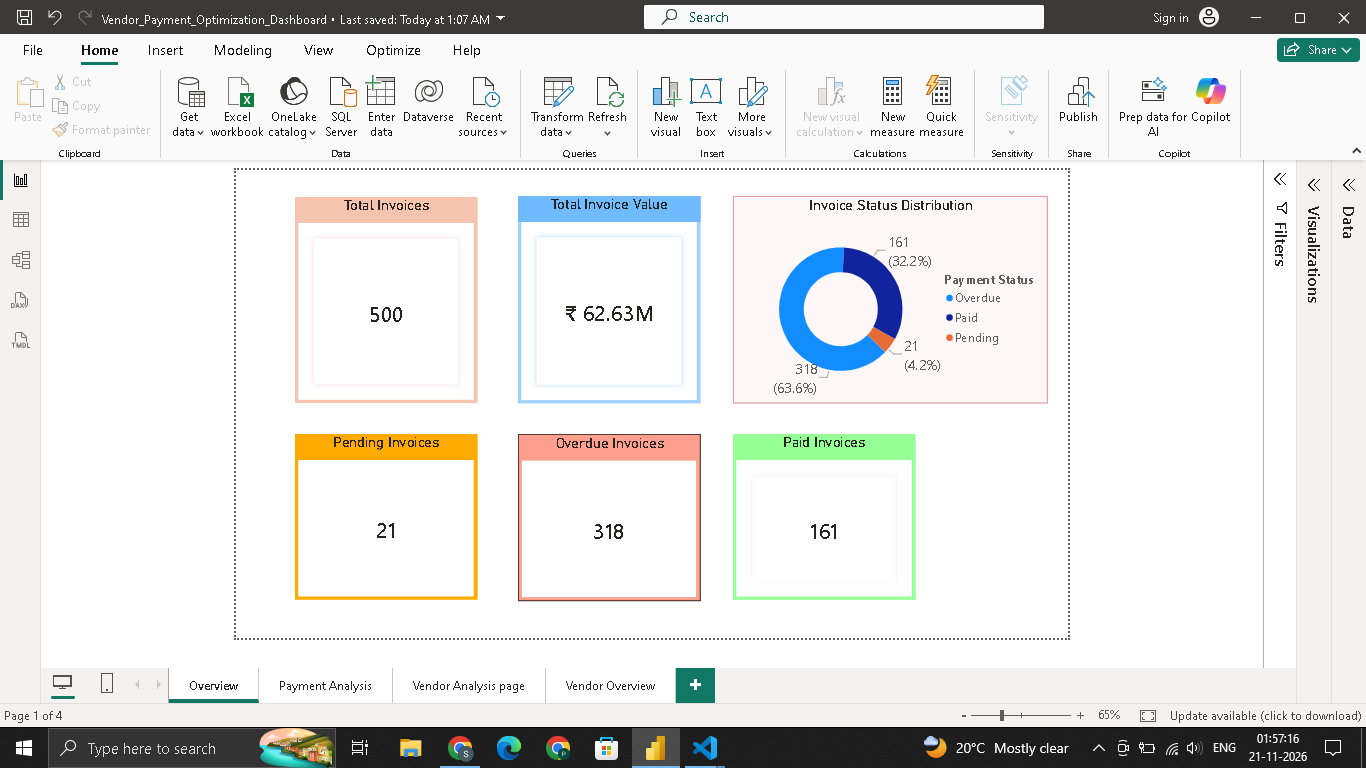 Vendor_Payment_Optimization_Dashboard • Last saved: Today at 1:07 AM
Search
Sign in
File
Home
Insert
Modeling
View
Optimize
Help
Share
Paste
Cut
Copy
Format painter
Clipboard
Get
data
Excel
workbook
OneLake
catalog
SQL
Server
Enter
data
Dataverse
Recent
sources
Data
Transform
data
Refresh
Queries
New
visual
Text
box
More
visuals
Insert
New visual
calculation
New
measure
Quick
measure
Calculations
Sensitivity
Sensitivity
Publish
Share
Prep data for
AI
Copilot
Copilot
DAX
TMDL
Total Invoices
500
Total Invoice Value
₹ 62.63M
Invoice Status Distribution
161
(32.2%)
21
(4.2%)
318
(63.6%)
Payment Status
Overdue
Paid
Pending
Pending Invoices
21
Overdue Invoices
318
Paid Invoices
161
Filters
Visualizations
Data
Overview
Payment Analysis
Vendor Analysis page
Vendor Overview
+
Page 1 of 4
- + 65%
Update available (click to download)
Type here to search
S
P
20°C Mostly clear
ENG
01:57:16
21-11-2026